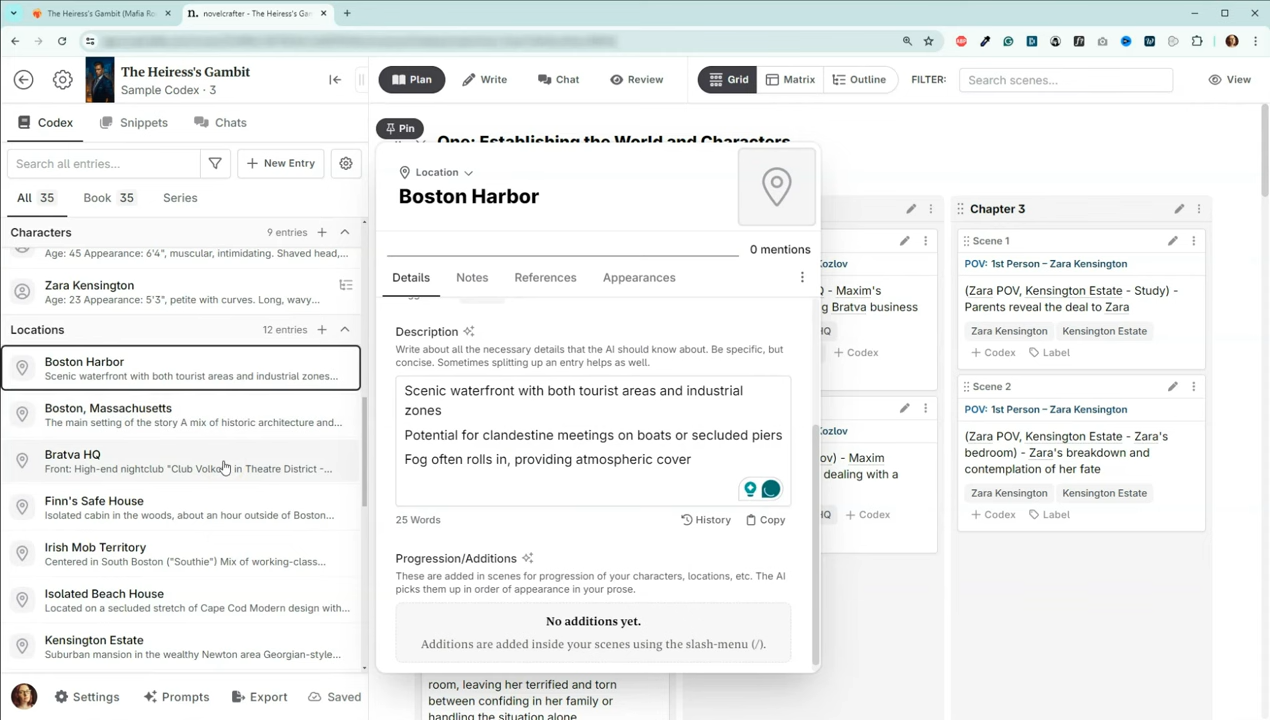 The Heiress's Gambit (Mafia Ro
novelcrafter - The Heiress's Ga
The Heiress's Gambit
Sample Codex · 3
Plan
Write
Chat
Review
Grid
Matrix
Outline
FILTER:
Search scenes...
View
Codex
Snippets
Chats
Search all entries...
New Entry
All 35
Book 35
Series
Characters
9 entries
Age: 45 Appearance: 6'4", muscular, intimidating. Shaved head,...
Zara Kensington
Age: 23 Appearance: 5'3", petite with curves. Long, wavy...
Locations
12 entries
Boston Harbor
Scenic waterfront with both tourist areas and industrial zones...
Boston, Massachusetts
The main setting of the story A mix of historic architecture and...
Bratva HQ
Front: High-end nightclub "Club Volko in Theatre District -...
Finn's Safe House
Isolated cabin in the woods, about an hour outside of Boston...
Irish Mob Territory
Centered in South Boston ("Southie") Mix of working-class...
Isolated Beach House
Located on a secluded stretch of Cape Cod Modern design with...
Kensington Estate
Suburban mansion in the wealthy Newton area Georgian-style...
Settings
Prompts
Export
Saved
Pin
One: Establishing the World and Characters
Location
Boston Harbor
0 mentions
Details
Notes
References
Appearances
Description
Write about all the necessary details that the AI should know about. Be specific, but
concise. Sometimes splitting up an entry helps as well.
Scenic waterfront with both tourist areas and industrial
zones
Potential for clandestine meetings on boats or secluded piers
Fog often rolls in, providing atmospheric cover
25 Words
History
Copy
Progression/Additions
These are added in scenes for progression of your characters, locations, etc. The AI
picks them up in order of appearance in your prose.
No additions yet.
Additions are added inside your scenes using the slash-menu (/).
room, leaving her terrified and torn
between confiding in her family or
handling the situation alone
Kozlov
Q) - Maxim's
g Bratva business
HQ
+ Codex
Kozlov
ov) - Maxim
dealing with a
HQ
+ Codex
Chapter 3
Scene 1
POV: 1st Person – Zara Kensington
(Zara POV, Kensington Estate - Study) -
Parents reveal the deal to Zara
Zara Kensington
Kensington Estate
+ Codex
Label
Scene 2
POV: 1st Person – Zara Kensington
(Zara POV, Kensington Estate - Zara's
bedroom) - Zara's breakdown and
contemplation of her fate
Zara Kensington
Kensington Estate
+ Codex
Label